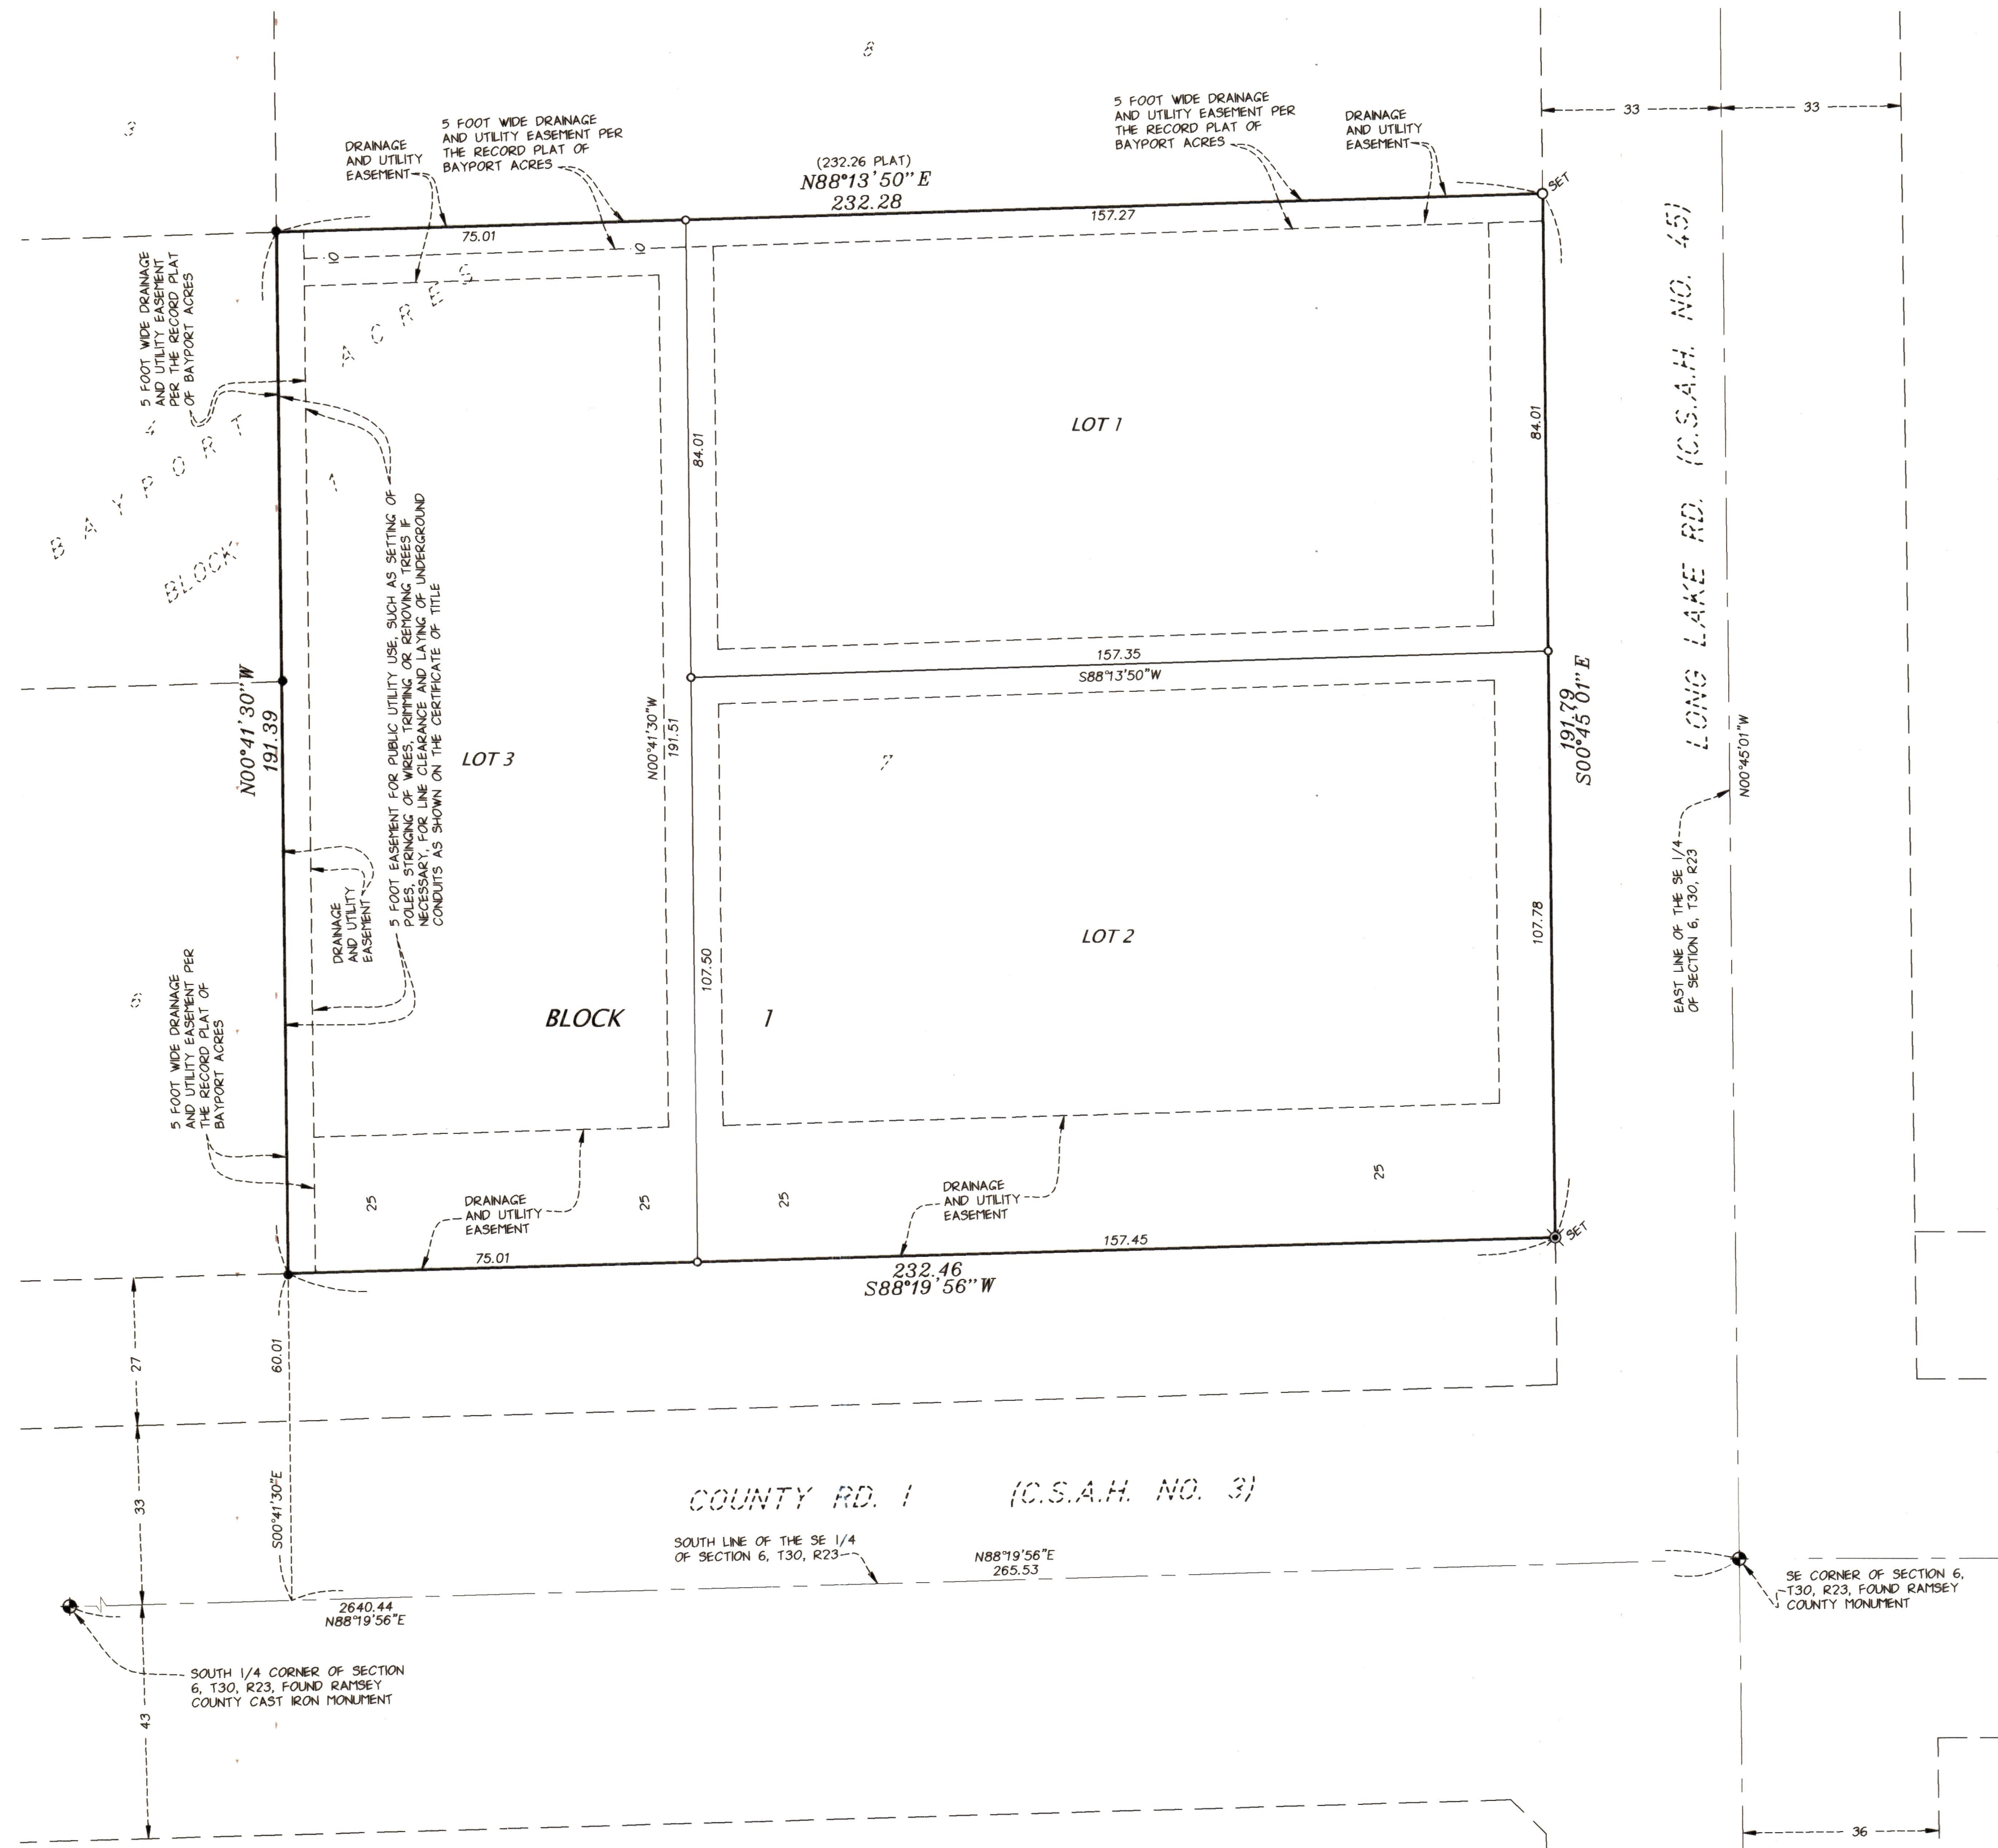 8
3
33
33
5 FOOT WIDE DRAINAGE
AND UTILITY EASEMENT PER
THE RECORD PLAT OF
BAYPORT ACRES
DRAINAGE
AND UTILITY
EASEMENT
(232.26 PLAT)
N88°13'50"E
232.28
5 FOOT WIDE DRAINAGE
AND UTILITY EASEMENT PER
THE RECORD PLAT OF
BAYPORT ACRES
DRAINAGE
AND UTILITY
EASEMENT
SET
75.01
157.27
10
10
5 FOOT WIDE DRAINAGE
AND UTILITY EASEMENT
PER THE RECORD PLAT
OF BAYPORT ACRES
BAYPORT ACRES
4
BLOCK
1
LOT 1
84.01
84.01
LONG LAKE RD. (C.S.A.H. NO. 45)
5 FOOT EASEMENT FOR PUBLIC UTILITY USE, SUCH AS SETTING OF
POLES, STRINGING OF WIRES, TRIMMING OR REMOVING TREES IF
NECESSARY, FOR LINE CLEARANCE AND LAYING OF UNDERGROUND
CONDUITS AS SHOWN ON THE CERTIFICATE OF TITLE
157.35
S88°13'50"W
N00°41'30"W
191.39
LOT 3
N00°41'30"W
191.51
7
191.79
S00°45'01"E
N00°45'01"W
EAST LINE OF THE SE 1/4
OF SECTION 6, T30, R23
DRAINAGE
AND UTILITY
EASEMENT
LOT 2
107.50
107.78
9
BLOCK 1
5 FOOT WIDE DRAINAGE
AND UTILITY EASEMENT PER
THE RECORD PLAT OF
BAYPORT ACRES
25
25
25
25
DRAINAGE
AND UTILITY
EASEMENT
DRAINAGE
AND UTILITY
EASEMENT
75.01
157.45
SET
232.46
S88°19'56"W
27
60.01
33
S00°41'30"E
COUNTY RD. I (C.S.A.H. NO. 3)
SOUTH LINE OF THE SE 1/4
OF SECTION 6, T30, R23
N88°19'56"E
265.53
2640.44
N88°19'56"E
SE CORNER OF SECTION 6,
T30, R23, FOUND RAMSEY
COUNTY MONUMENT
SOUTH 1/4 CORNER OF SECTION
6, T30, R23, FOUND RAMSEY
COUNTY CAST IRON MONUMENT
43
36